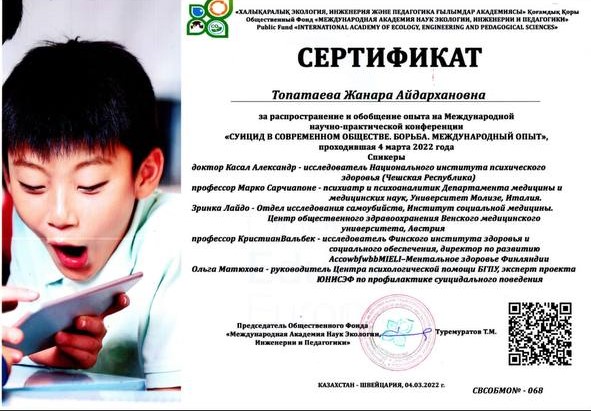 «ХАЛЫҚАРАЛЫҚ ЭКОЛОГИЯ, ИНЖЕНЕРИЯ ЖӘНЕ ПЕДАГОГИКА ҒЫЛЫМДАР АКАДЕМИЯСЫ» Қоғамдық Қоры
Общественный Фонд «МЕЖДУНАРОДНАЯ АКАДЕМИЯ НАУК ЭКОЛОГИИ, ИНЖЕНЕРИИ И ПЕДАГОГИКИ»
Public Fund «INTERNATIONAL ACADEMY OF ECOLOGY, ENGINEERING AND PEDAGOGICAL SCIENCES»
СЕРТИФИКАТ
Топатаева Жанара Айдархановна
за распространение и обобщение опыта на Международной
научно-практической конференции
«СУИЦИД В СОВРЕМЕННОМ ОБЩЕСТВЕ. БОРЬБА. МЕЖДУНАРОДНЫЙ ОПЫТ»,
проходившая 4 марта 2022 года
Спикеры
доктор Касал Александр - исследователь Национального института психического
здоровья (Чешская Республика)
профессор Марко Сарчиапоне - психиатр и психоаналитик Департамента медицины и
медицинских наук, Университет Молизе, Италия.
Зринка Лайдо - Отдел исследования самоубийств, Институт социальной медицины.
Центр общественного здравоохранения Венского медицинского
университета, Австрия
профессор КристианВальбек - исследователь Финского института здоровья и
социального обеспечения, директор по развитию
AccowbfwbbMIELI–Ментальное здоровье Финляндии
Ольга Матюхова - руководитель Центра психологической помощи БГПУ, эксперт проекта
ЮНИСЭФ по профилактике суицидального поведения
Председатель Общественного Фонда
«Международная Академия Наук Экологии,
Инженерии и Педагогики»
Туремуратов Т.М.
КАЗАХСТАН - ШВЕЙЦАРИЯ, 04.03.2022 г.
СВСОБМО№ - 068